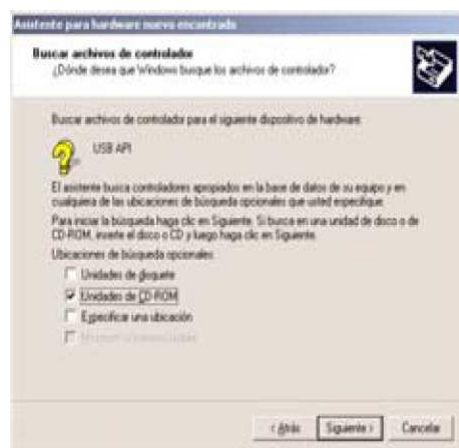 Asistente para hardware nuevo encontrado
Buscar archivos de controlador
¿Dónde desea que Windows busque los archivos de controlador?
Buscar archivos de controlador para el siguiente dispositivo de hardware:
USB API
El asistente busca controladores apropiados en la base de datos de su equipo y en
cualquiera de las ubicaciones de búsqueda opcionales que usted especifique.
Para iniciar la búsqueda haga clic en Siguiente. Si busca en una unidad de disco o de
CD-ROM, inserte el disco o CD y luego haga clic en Siguiente.
Ubicaciones de búsqueda opcionales:
Unidades de disquete
Unidades de CD-ROM
Especificar una ubicación
Microsoft Windows Update
< Atrás Siguiente > Cancelar